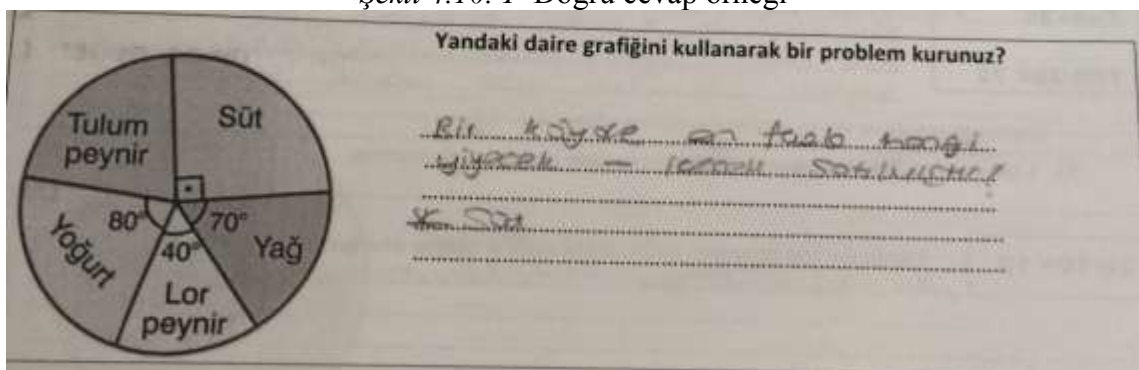 Şekil 4.10. 1 Doğru cevap örneği
Yandaki daire grafiğini kullanarak bir problem kurunuz?
Tulum
peynir
Süt
80°
70°
40°
Yoğurt
Yağ
Lor
peynir
Bir köyde en fazla hangi
yiyecek - içecek satılmıştır?
Süt